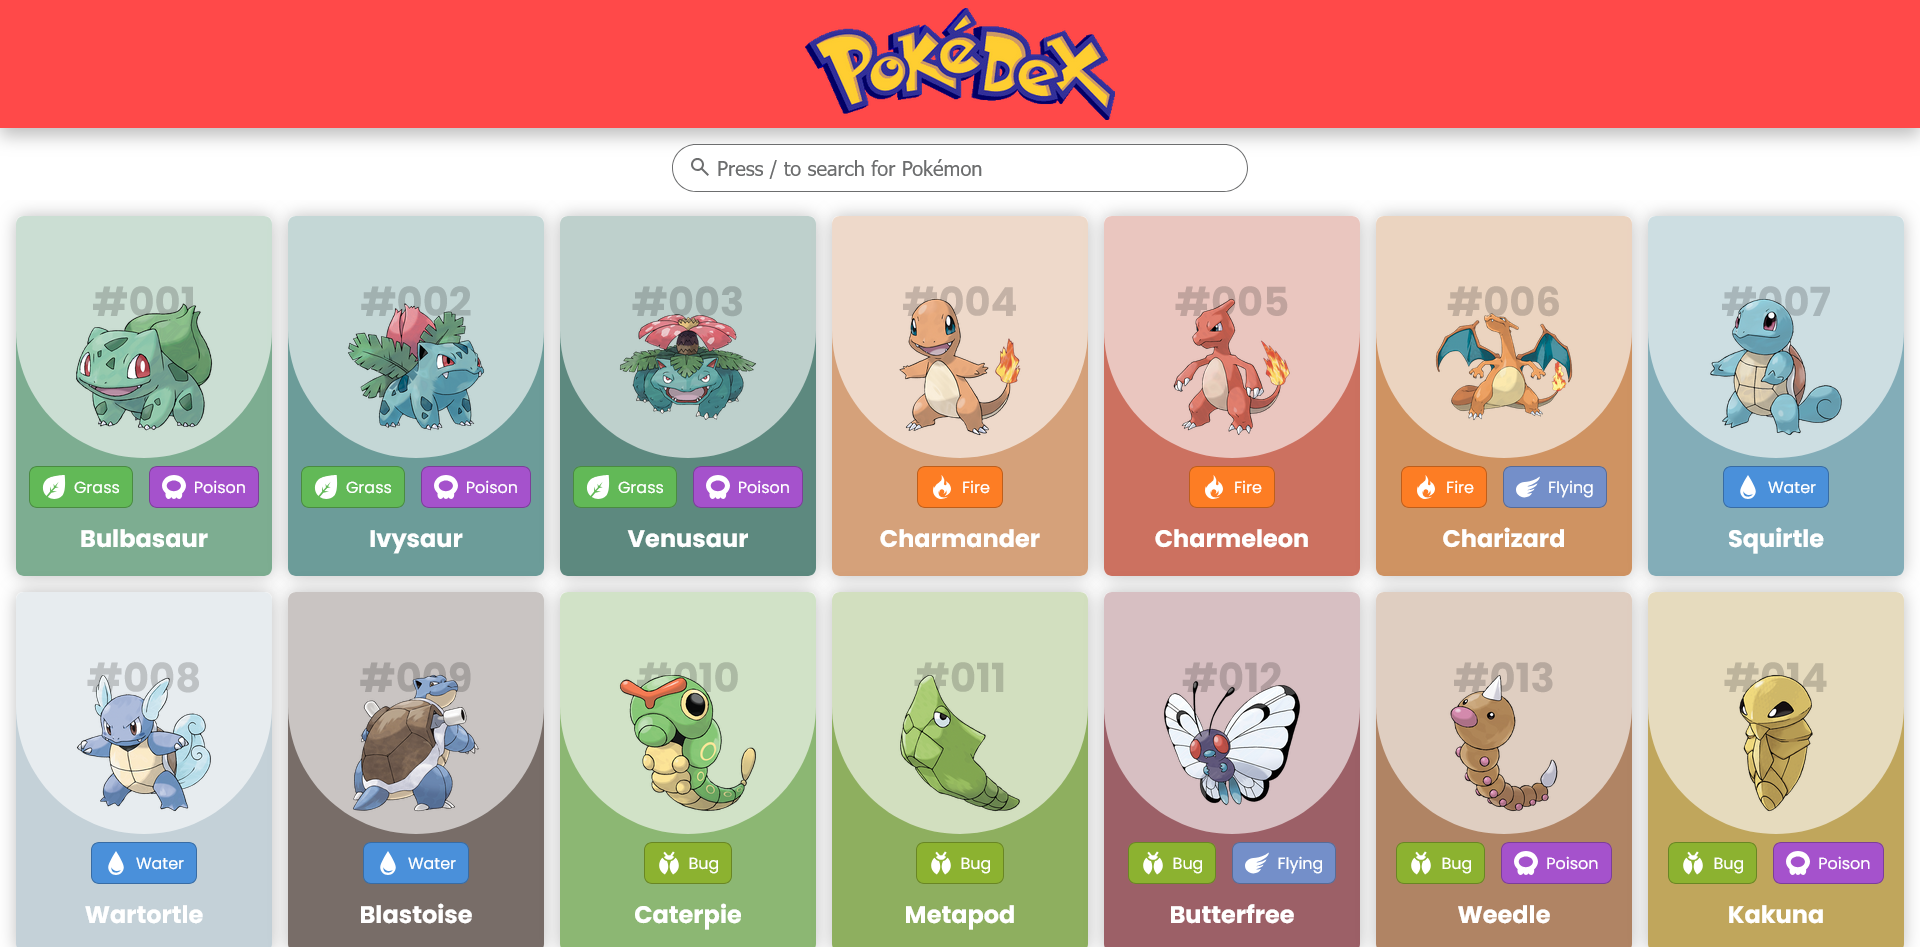 PokéDex
Press / to search for Pokémon
#001
Grass Poison
Bulbasaur
#002
Grass Poison
Ivysaur
#003
Grass Poison
Venusaur
#004
Fire
Charmander
#005
Fire
Charmeleon
#006
Fire Flying
Charizard
#007
Water
Squirtle
#008
Water
Wartortle
#009
Water
Blastoise
#010
Bug
Caterpie
#011
Bug
Metapod
#012
Bug Flying
Butterfree
#013
Bug Poison
Weedle
#014
Bug Poison
Kakuna